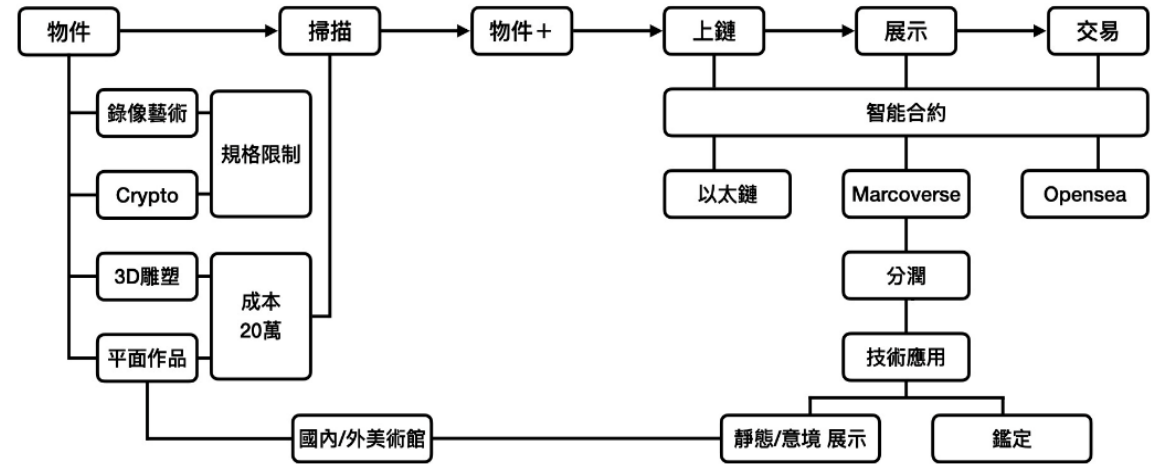 物件
掃描
物件＋
上鏈
展示
交易
錄像藝術
規格限制
智能合約
Crypto
以太鏈
Marcoverse
Opensea
3D雕塑
成本
20萬
分潤
平面作品
技術應用
國內/外美術館
靜態/意境 展示
鑑定